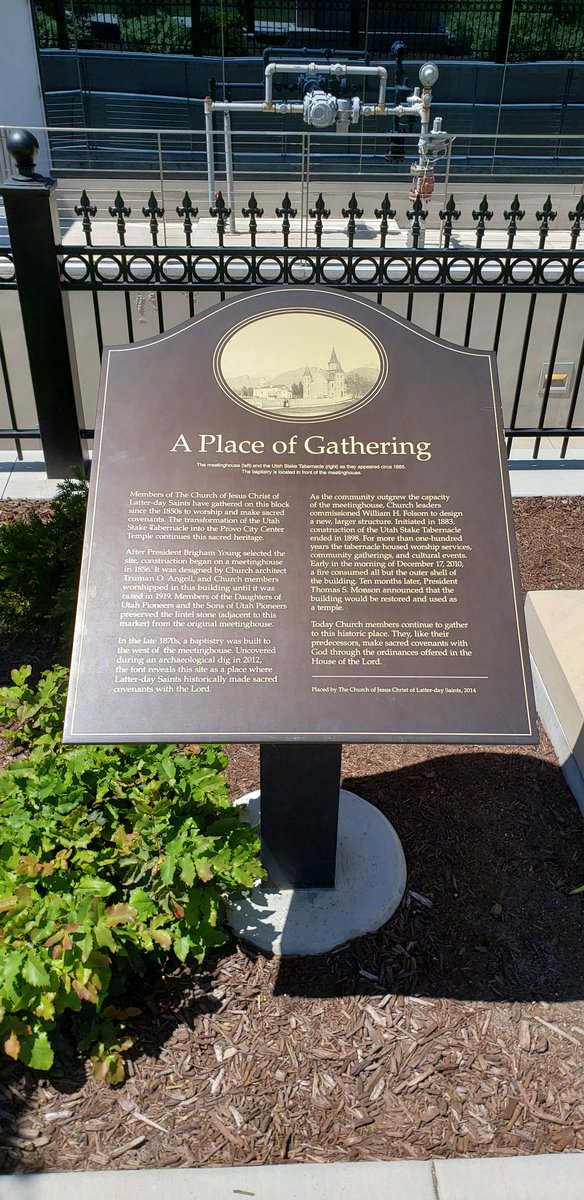 A Place of Gathering
The meetinghouse (left) and the Utah Stake Tabernacle (right) as they appeared circa 1885.
The baptistry is located in front of the meetinghouse.
Members of The Church of Jesus Christ of
Latter-day Saints have gathered on this block
since the 1850s to worship and make sacred
covenants. The transformation of the Utah
Stake Tabernacle into the Provo City Center
Temple continues this sacred heritage.
After President Brigham Young selected the
site, construction began on a meetinghouse
in 1856. It was designed by Church architect
Truman O. Angell, and Church members
worshipped in this building until it was
razed in 1919. Members of the Daughters of
Utah Pioneers and the Sons of Utah Pioneers
preserved the lintel stone (adjacent to this
marker) from the original meetinghouse.
In the late 1870s, a baptistry was built to
the west of the meetinghouse. Uncovered
during an archaeological dig in 2012,
the font reveals this site as a place where
Latter-day Saints historically made sacred
covenants with the Lord.
As the community outgrew the capacity
of the meetinghouse, Church leaders
commissioned William H. Folsom to design
a new, larger structure. Initiated in 1883,
construction of the Utah Stake Tabernacle
ended in 1898. For more than one-hundred
years the tabernacle housed worship services,
community gatherings, and cultural events.
Early in the morning of December 17, 2010,
a fire consumed all but the outer shell of
the building. Ten months later, President
Thomas S. Monson announced that the
building would be restored and used as
a temple.
Today Church members continue to gather
to this historic place. They, like their
predecessors, make sacred covenants with
God through the ordinances offered in the
House of the Lord.
Placed by The Church of Jesus Christ of Latter-day Saints, 2014